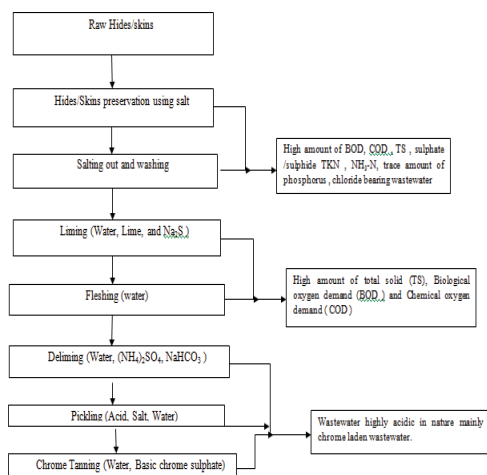 Raw Hides/skins
Hides/Skins preservation using salt
High amount of BOD, COD , TS , sulphate
/sulphide TKN , NH3-N, trace amount of
phosphorus , chloride bearing wastewater
Salting out and washing
Liming (Water, Lime, and Na2S )
High amount of total solid (TS), Biological
oxygen demand (BOD ) and Chemical oxygen
demand ( COD )
Fleshing (water)
Deliming (Water, (NH4)2SO4, NaHCO3 )
Pickling (Acid, Salt, Water)
Wastewater highly acidic in nature mainly
chrome laden wastewater.
Chrome Tanning (Water, Basic chrome sulphate)